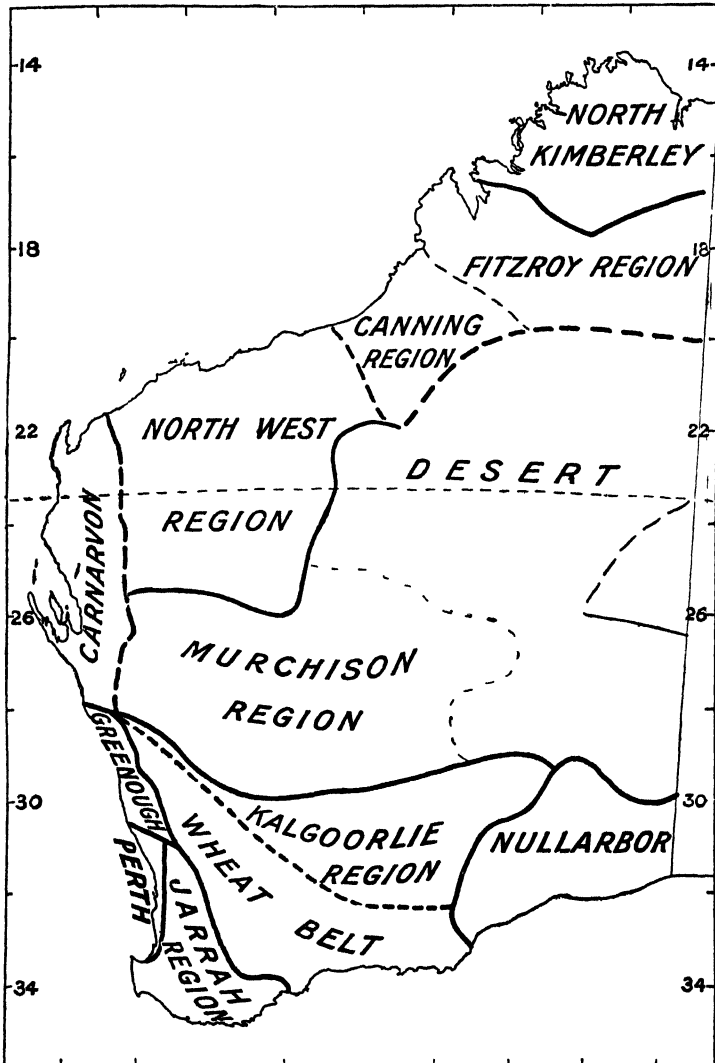 14
14
NORTH
KIMBERLEY
18
18
FITZROY REGION
CANNING
REGION
22
NORTH WEST
22
DESERT
REGION
CARNARVON
26
26
MURCHISON
REGION
GREENOUGH
30
30
KALGOORLIE
REGION
WHEAT
BELT
NULLARBOR
PERTH
JARRAH
REGION
34
34